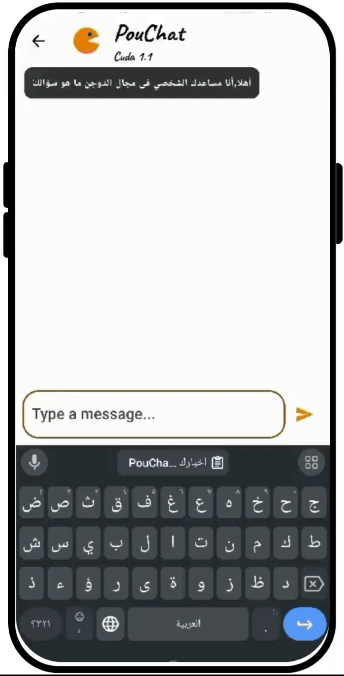 PouChat
Cuda 1.1
أهلا,أنا مساعدك الشخصي في مجال الدوجن ما هو سؤالك
Type a message...
PouCha... اخبارك
ض ص ث ق ف غ ع ه خ ح ج
ش س ي ب ل ا ت ن م ك ط
ذ ء ؤ ر ى ة و ز ظ د
؟٣٢١ ، العربية .